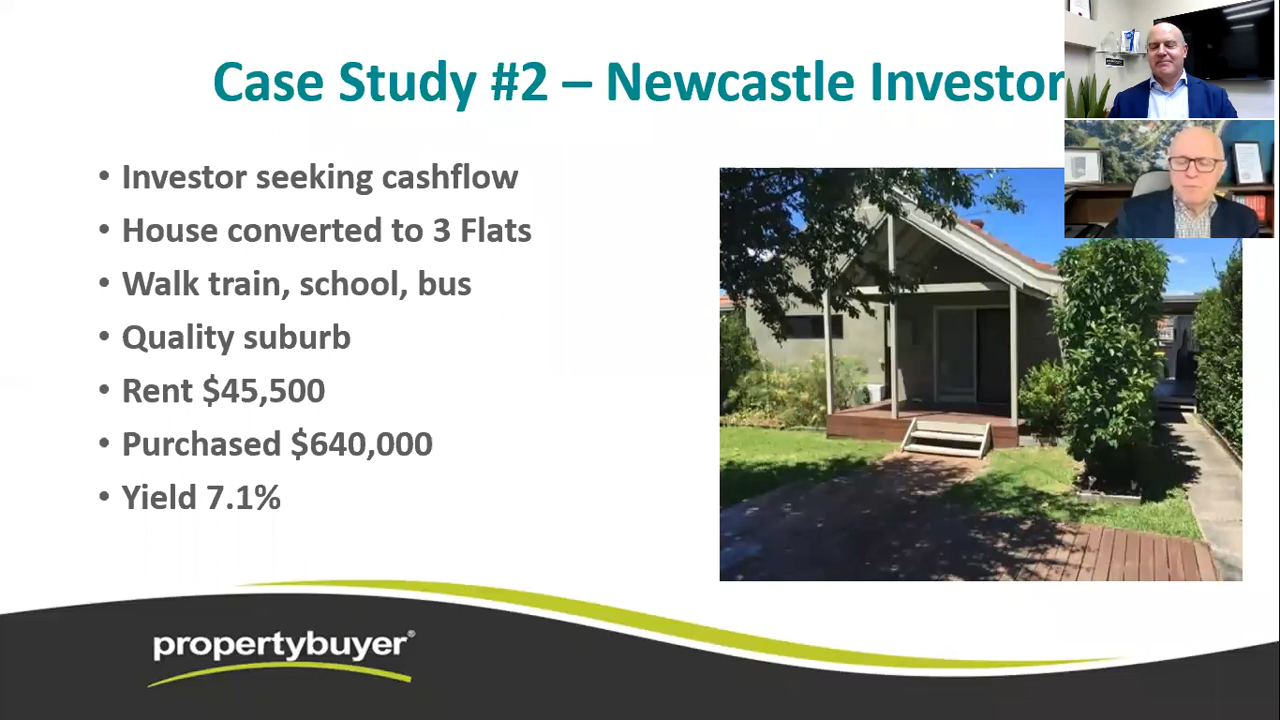 Case Study #2 – Newcastle Investor
• Investor seeking cashflow
• House converted to 3 Flats
• Walk train, school, bus
• Quality suburb
• Rent $45,500
• Purchased $640,000
• Yield 7.1%
propertybuyer®